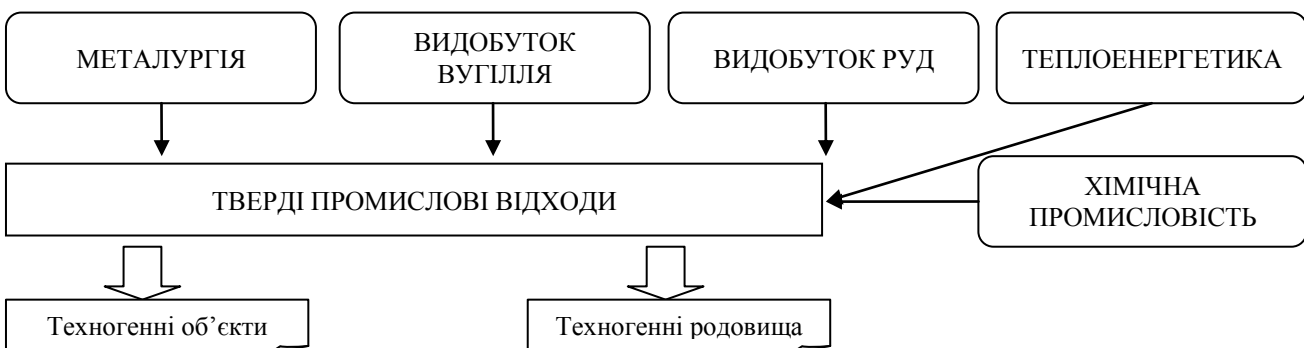 МЕТАЛУРГІЯ
ВИДОБУТОК
ВУГІЛЛЯ
ВИДОБУТОК РУД
ТЕПЛОЕНЕРГЕТИКА
ТВЕРДІ ПРОМИСЛОВІ ВІДХОДИ
ХІМІЧНА
ПРОМИСЛОВІСТЬ
Техногенні об’єкти
Техногенні родовища